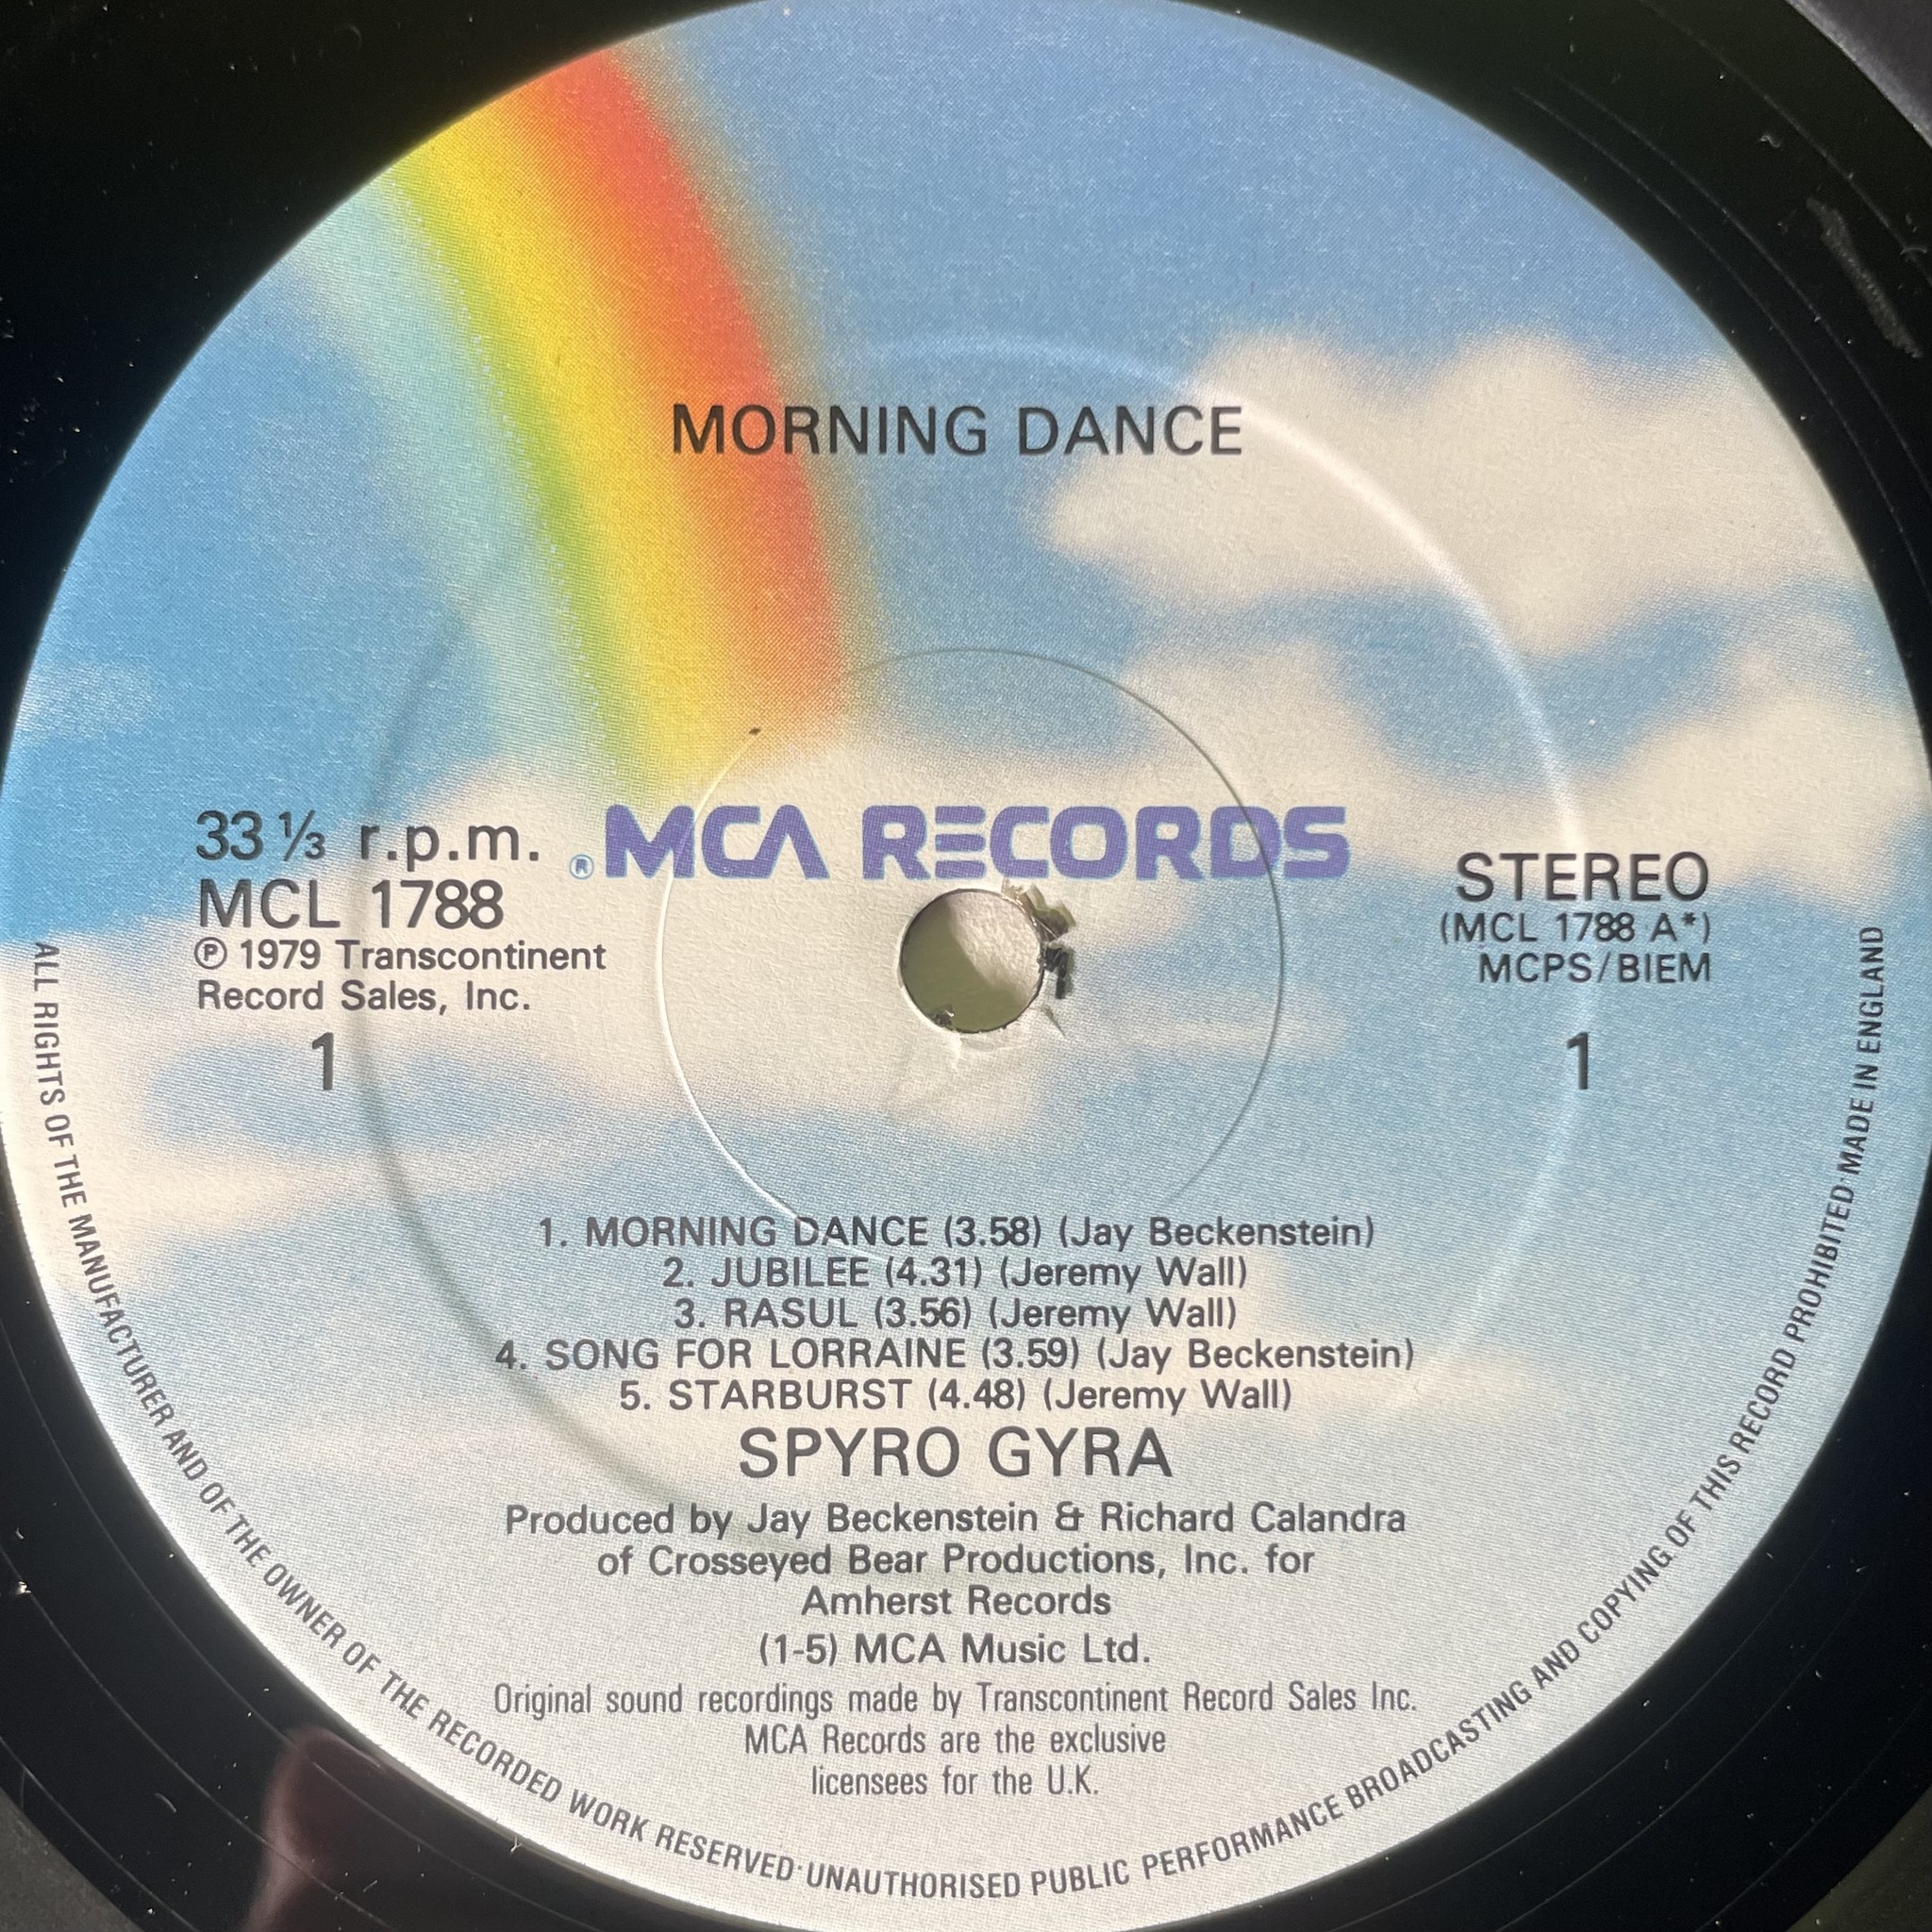 MORNING DANCE
33 ⅓ r.p.m.
® MCA RECORDS
MCL 1788
℗ 1979 Transcontinent
Record Sales, Inc.
1
STEREO
(MCL 1788 A*)
MCPS/BIEM
1
1. MORNING DANCE (3.58) (Jay Beckenstein)
2. JUBILEE (4.31) (Jeremy Wall)
3. RASUL (3.56) (Jeremy Wall)
4. SONG FOR LORRAINE (3.59) (Jay Beckenstein)
5. STARBURST (4.48) (Jeremy Wall)
SPYRO GYRA
Produced by Jay Beckenstein & Richard Calandra
of Crosseyed Bear Productions, Inc. for
Amherst Records
(1-5) MCA Music Ltd.
Original sound recordings made by Transcontinent Record Sales Inc.
MCA Records are the exclusive
licensees for the U.K.
ALL RIGHTS OF THE MANUFACTURER AND OF THE OWNER OF THE RECORDED WORK RESERVED·UNAUTHORISED PUBLIC PERFORMANCE BROADCASTING AND COPYING OF THIS RECORD PROHIBITED·MADE IN ENGLAND